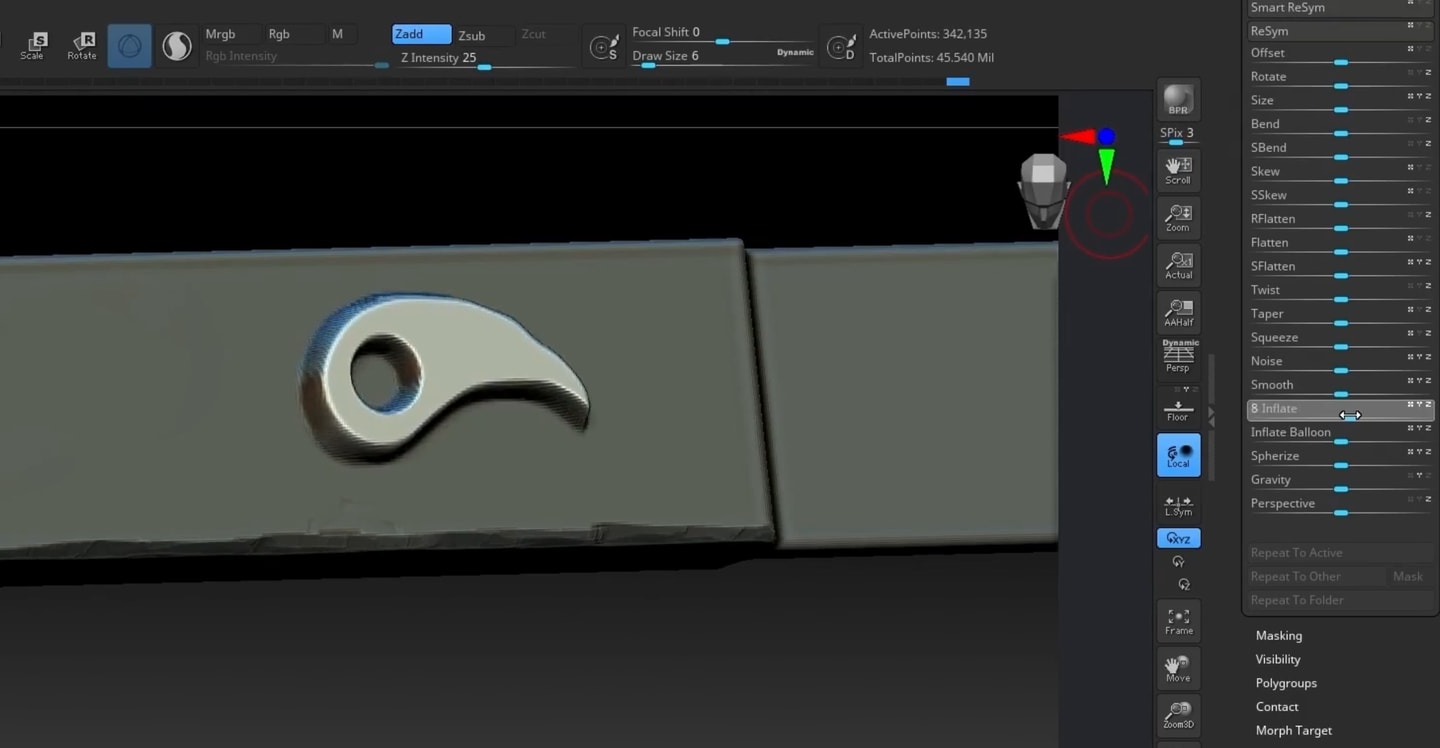 Scale
Rotate
Mrgb
Rgb
M
Rgb Intensity
Zadd
Zsub
Zcut
Z Intensity 25
S
Focal Shift 0
Draw Size 6
Dynamic
D
ActivePoints: 342,135
TotalPoints: 45.540 Mil
BPR
SPix 3
Scroll
Zoom
Actual
AAHalf
Dynamic
Persp
Floor
Local
L.Sym
XYZ
Y
Z
Frame
Move
Zoom3D
Smart ReSym
ReSym
Offset
Rotate
Size
Bend
SBend
Skew
SSkew
RFlatten
Flatten
SFlatten
Twist
Taper
Squeeze
Noise
Smooth
8 Inflate
Inflate Balloon
Spherize
Gravity
Perspective
Repeat To Active
Repeat To Other
Mask
Repeat To Folder
Masking
Visibility
Polygroups
Contact
Morph Target